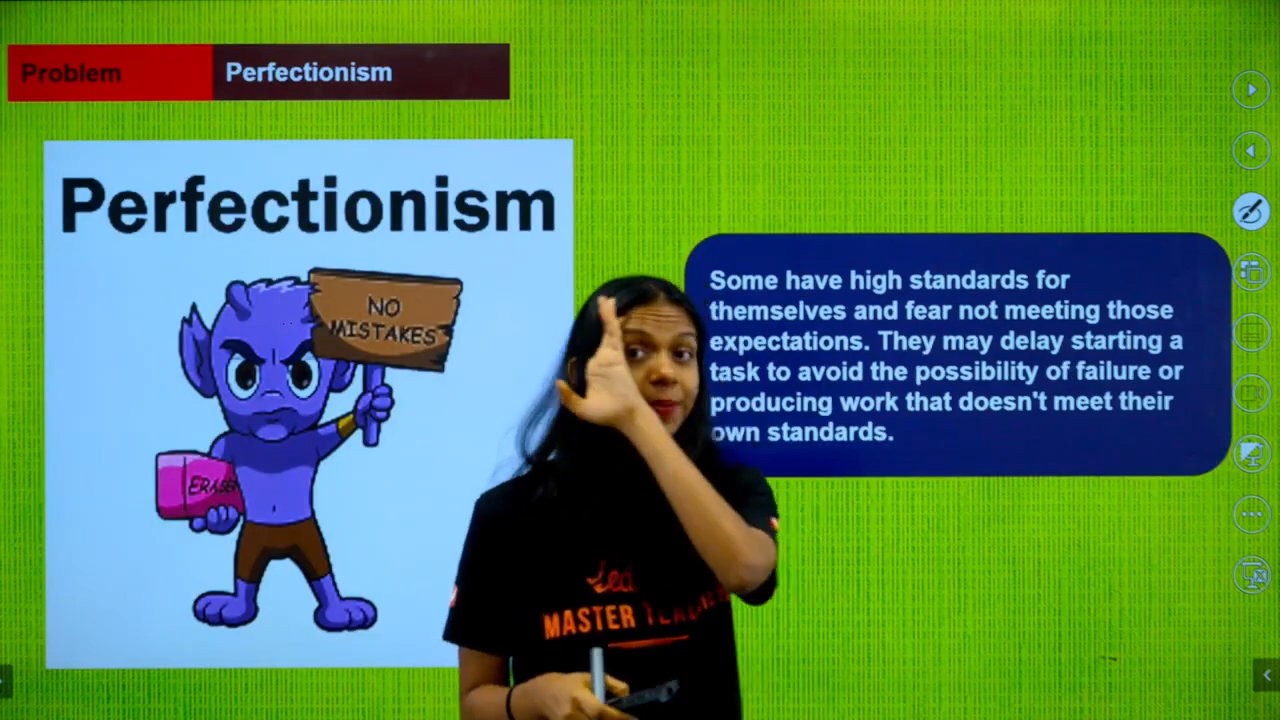 Problem
Perfectionism
Perfectionism
NO
MISTAKES
ERASER
Some have high standards for
themselves and fear not meeting those
expectations. They may delay starting a
task to avoid the possibility of failure or
producing work that doesn't meet their
own standards.
MASTER